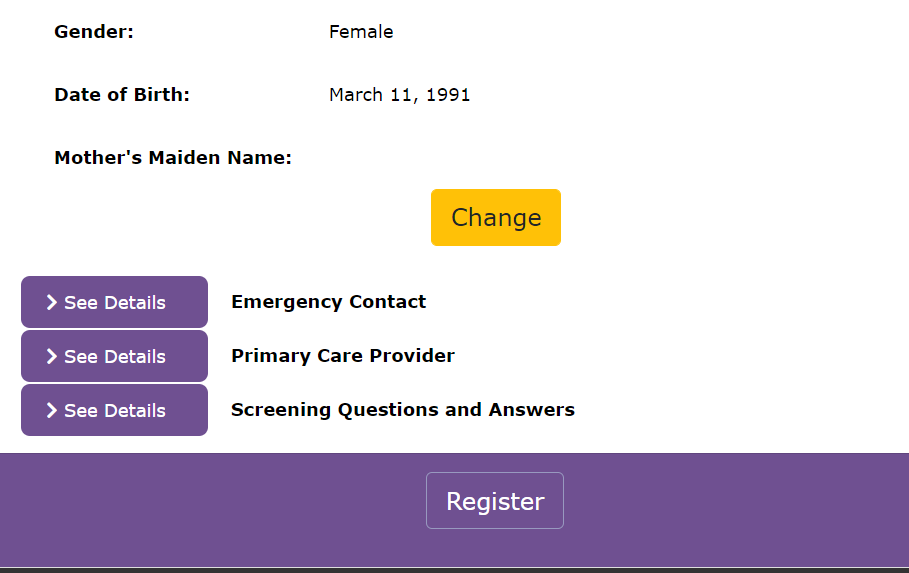 Gender: Female
Date of Birth: March 11, 1991
Mother's Maiden Name:
Change
See Details Emergency Contact
See Details Primary Care Provider
See Details Screening Questions and Answers
Register